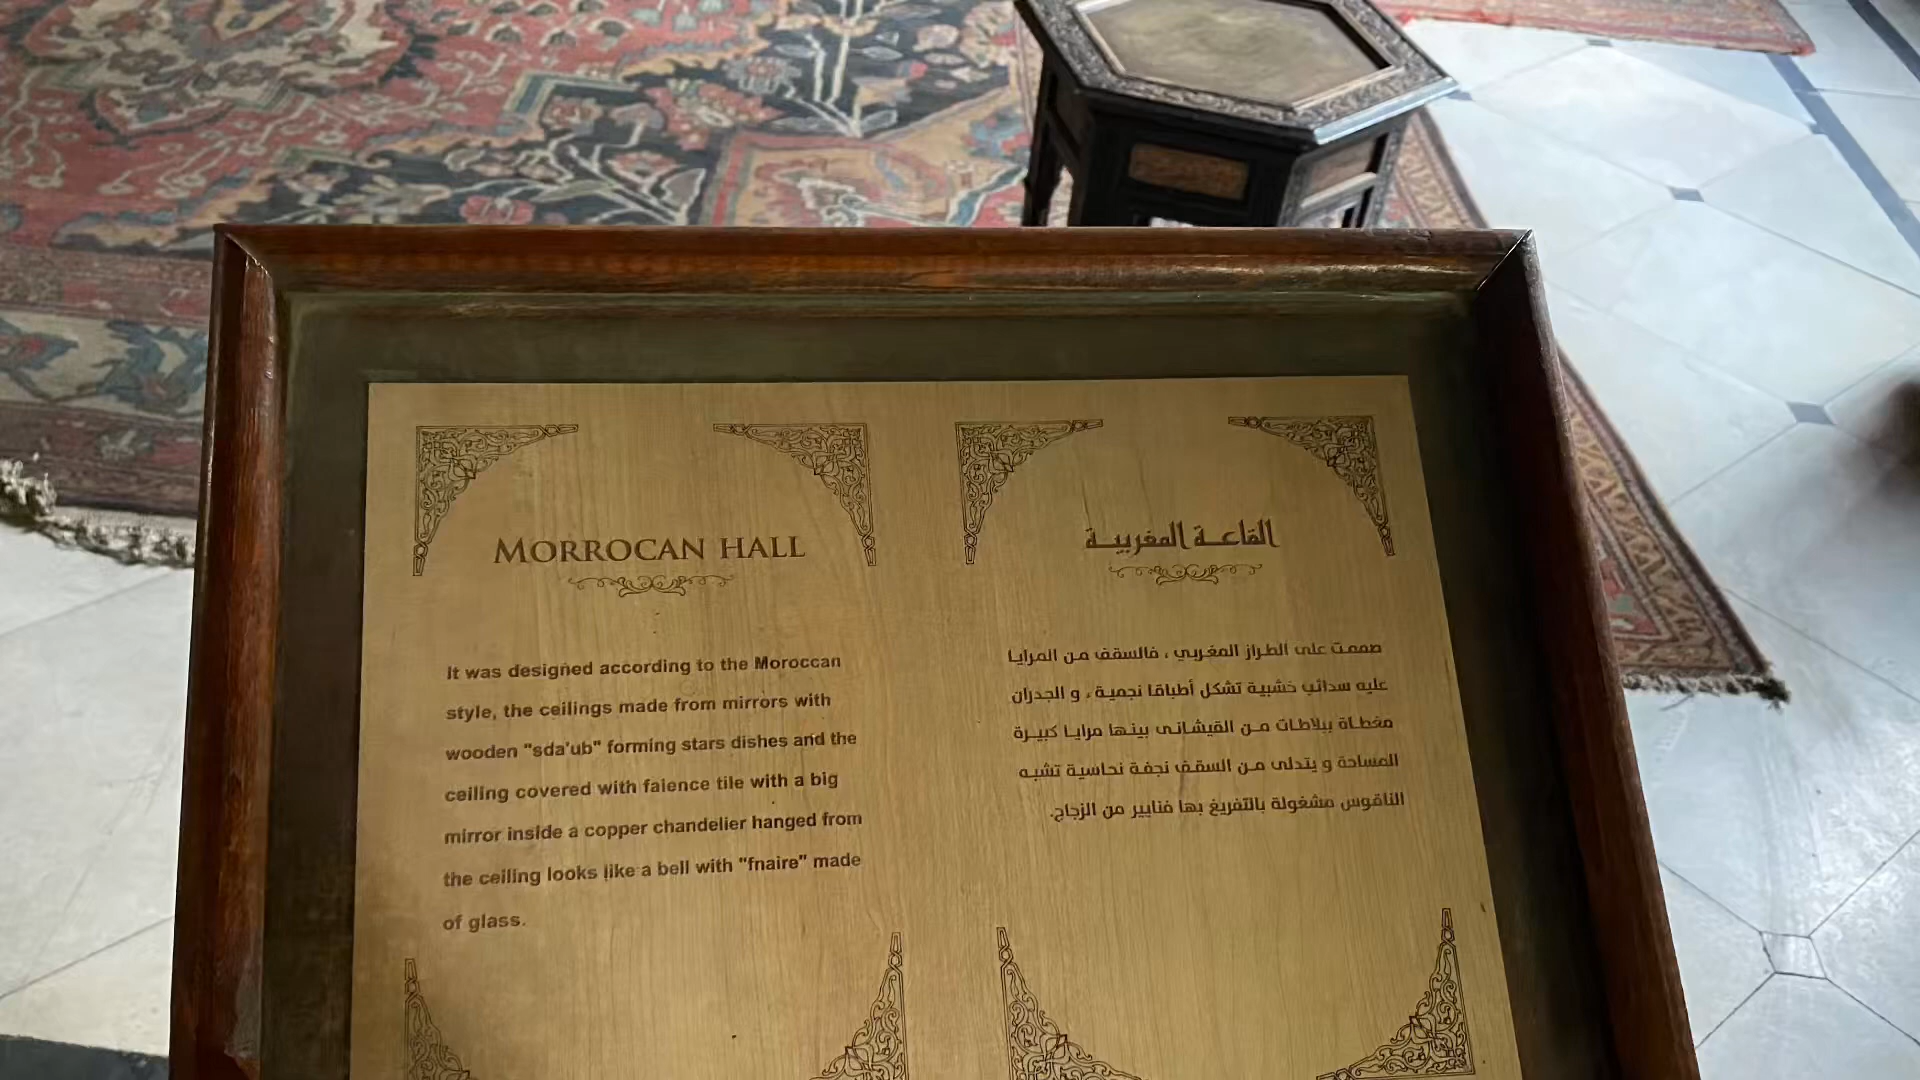 MORROCAN HALL
It was designed according to the Moroccan
style, the ceilings made from mirrors with
wooden "sda'ub" forming stars dishes and the
ceiling covered with faience tile with a big
mirror inside a copper chandelier hanged from
the ceiling looks like a bell with "fnaire" made
of glass.
القاعة المغربية
صممت على الطراز المغربي ، فالسقف من المرايا
عليه سدائب خشبية تشكل أطباقا نجمية ، و الجدران
مغطاة ببلاطات من القيشانى بينها مرايا كبيرة
المساحة و يتدلى من السقف نجفة نحاسية تشبه
الناقوس مشغولة بالتفريغ بها فنايير من الزجاج.